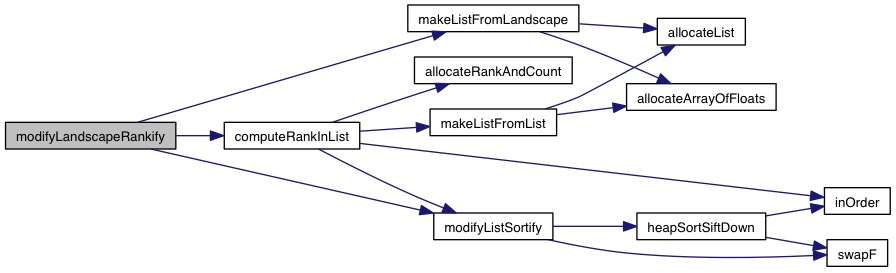 makeListFromLandscape
allocateList
allocateRankAndCount
allocateArrayOfFloats
makeListFromList
modifyLandscapeRankify
computeRankInList
inOrder
modifyListSortify
heapSortSiftDown
swapF